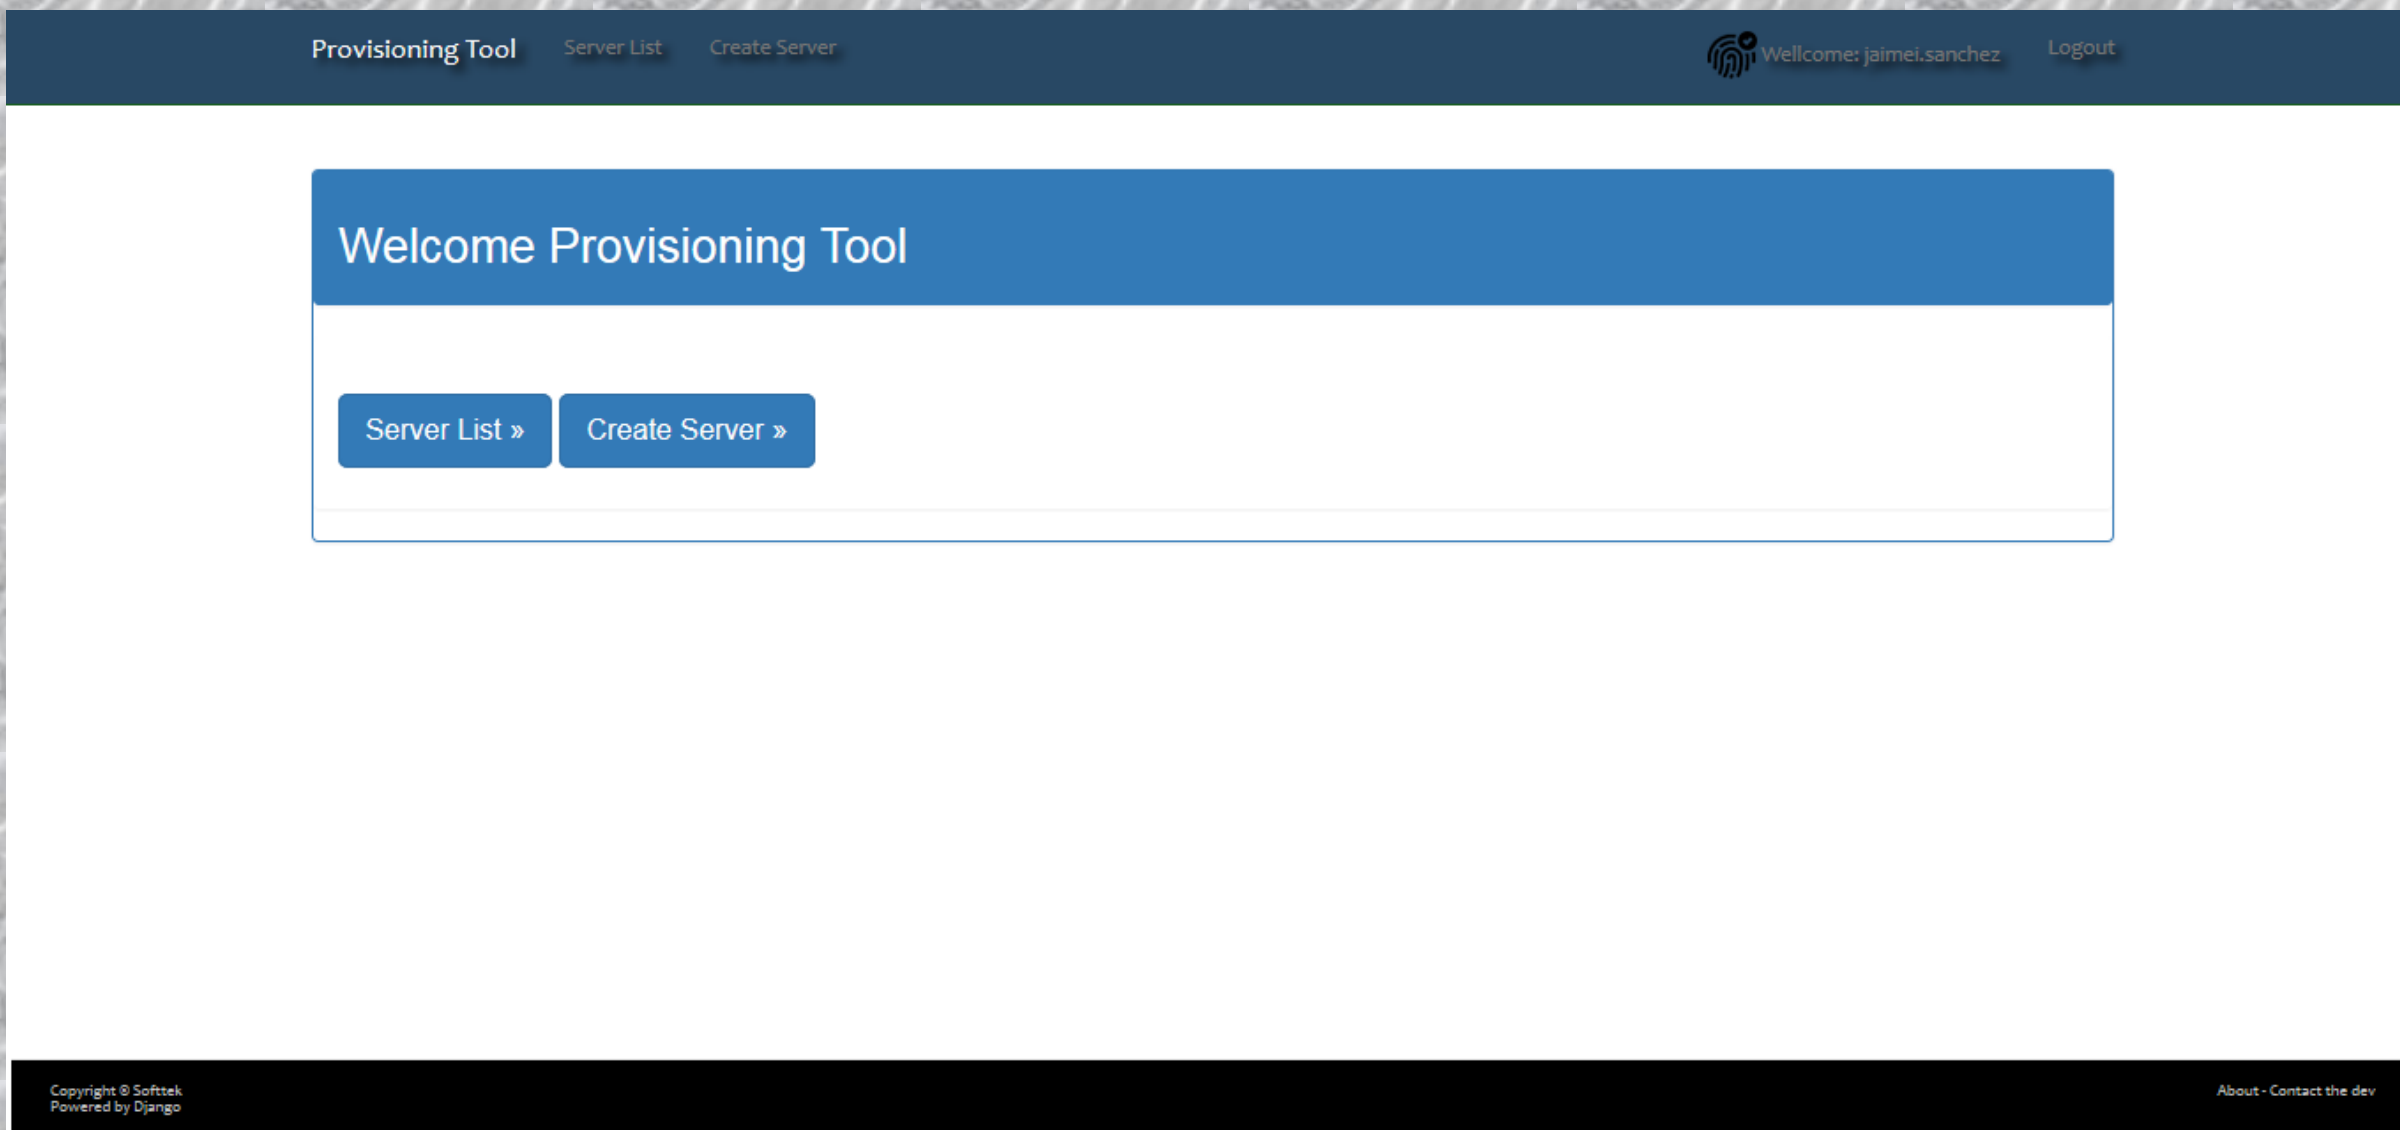 Provisioning Tool Server List Create Server Wellcome: jaimei.sanchez Logout
Welcome Provisioning Tool
Server List » Create Server »
Copyright © Softtek About - Contact the dev
Powered by Django